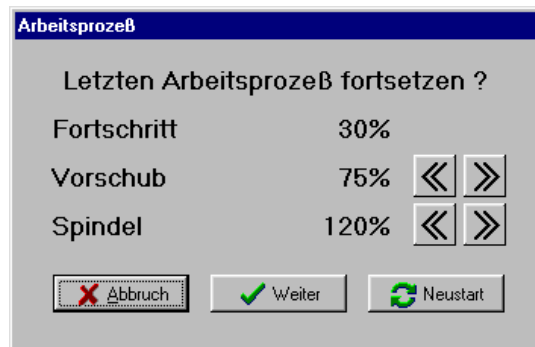 Arbeitsprozeß
Letzten Arbeitsprozeß fortsetzen ?
Fortschritt 30%
Vorschub 75%
Spindel 120%
Abbruch Weiter Neustart